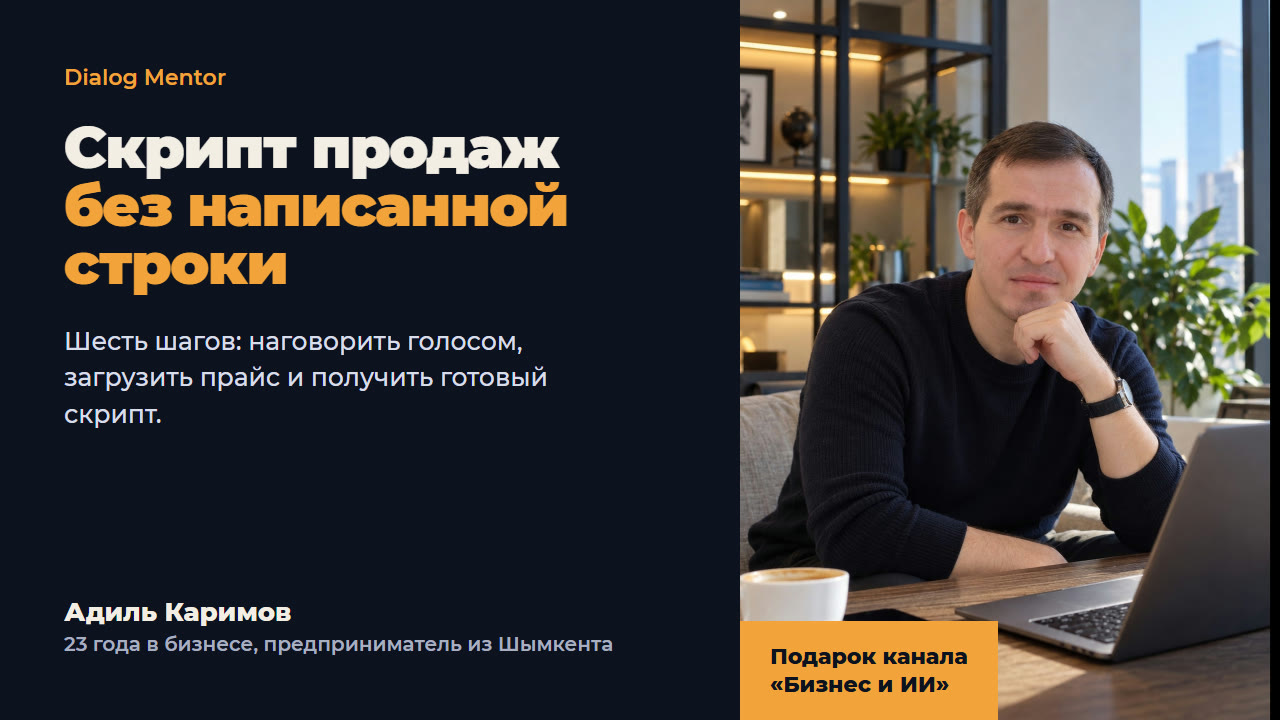 Dialog Mentor
Скрипт продаж
без написанной
строки
Шесть шагов: наговорить голосом,
загрузить прайс и получить готовый
скрипт.
Адиль Каримов
23 года в бизнесе, предприниматель из Шымкента
Подарок канала
«Бизнес и ИИ»